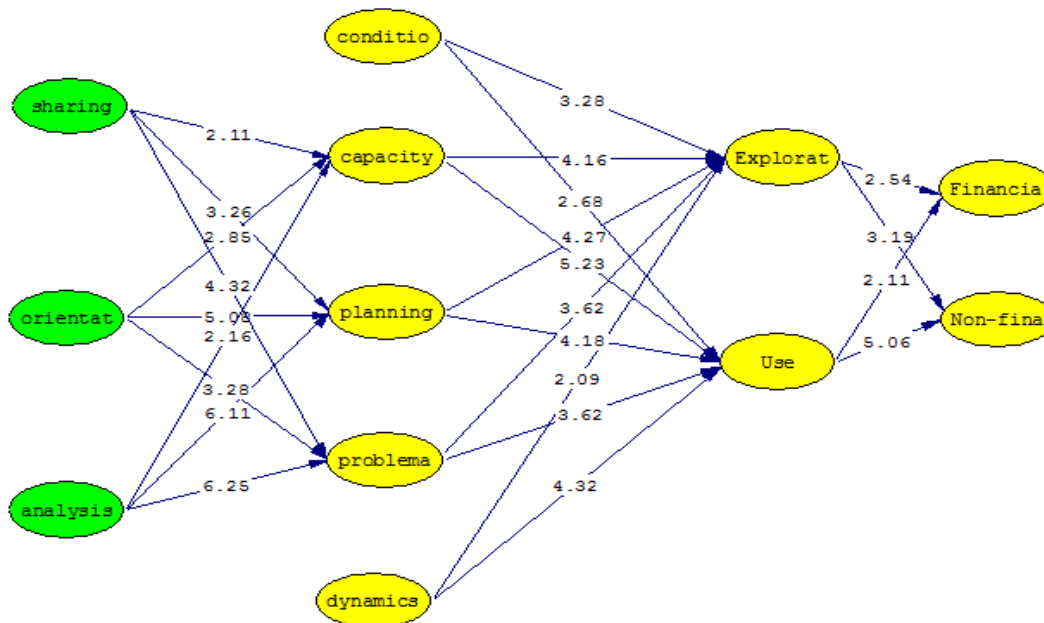 conditio
sharing
3.28
2.11
capacity
4.16
Explorat
2.54
Financia
2.68
3.26
2.85
4.27
3.19
5.23
2.11
4.32
3.62
orientat
5.08
planning
Non-fina
2.16
4.18
5.06
Use
2.09
3.28
6.11
3.62
problema
6.25
4.32
analysis
dynamics